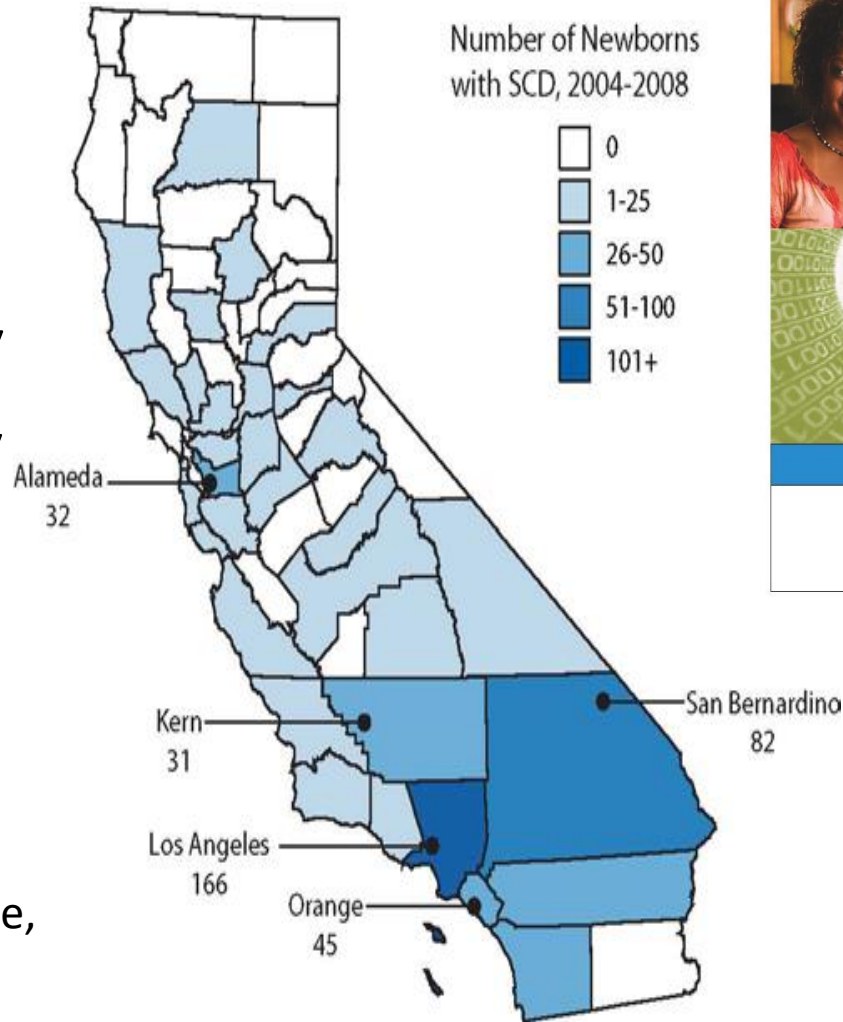 Number of Newborns
with SCD, 2004-2008
0
1-25
26-50
51-100
101+
Alameda
32
Kern
31
San Bernardino
82
Los Angeles
166
Orange
45
e,